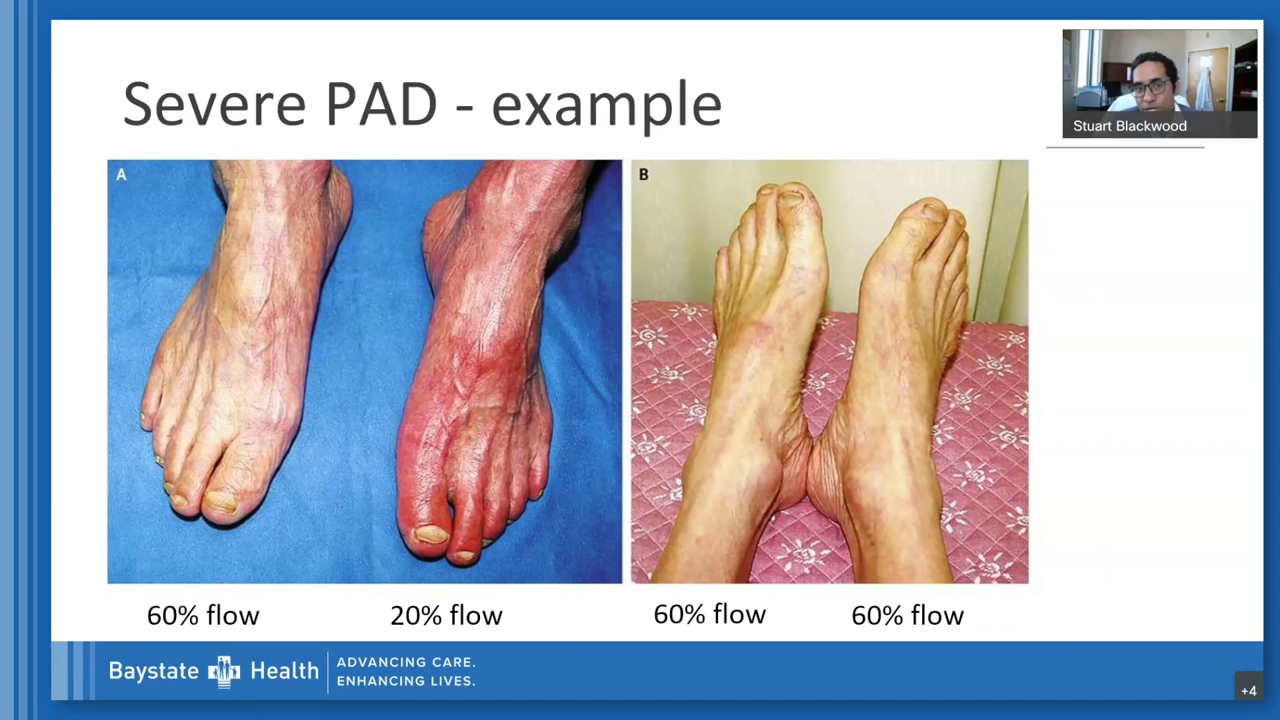 Severe PAD - example
Stuart Blackwood
A
B
60% flow
20% flow
60% flow
60% flow
Baystate Health
ADVANCING CARE.
ENHANCING LIVES.
+4